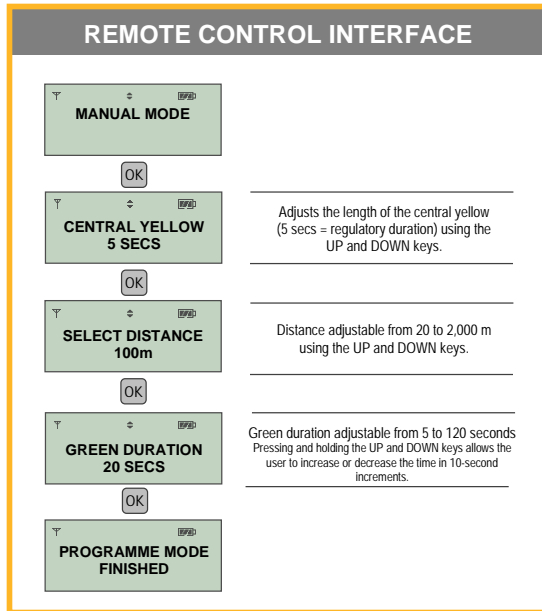 REMOTE CONTROL INTERFACE
MANUAL MODE
OK
CENTRAL YELLOW
5 SECS
Adjusts the length of the central yellow
(5 secs = regulatory duration) using the
UP and DOWN keys.
OK
SELECT DISTANCE
100m
Distance adjustable from 20 to 2,000 m
using the UP and DOWN keys.
OK
GREEN DURATION
20 SECS
Green duration adjustable from 5 to 120 seconds
Pressing and holding the UP and DOWN keys allows the
user to increase or decrease the time in 10-second
increments.
OK
PROGRAMME MODE
FINISHED